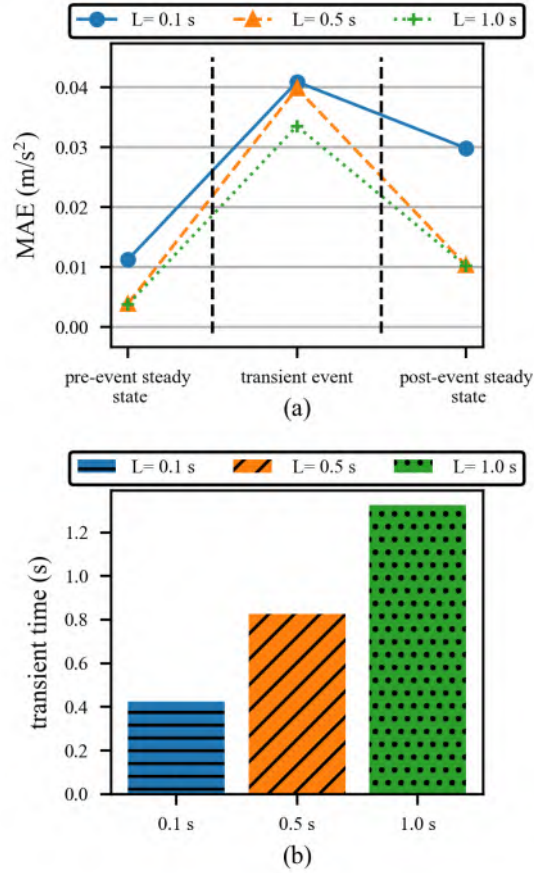 L= 0.1 s L= 0.5 s L= 1.0 s
0.04
0.03
0.02
0.01
0.00
MAE (m/s²)
pre-event steady state
transient event
post-event steady state
(a)
L= 0.1 s L= 0.5 s L= 1.0 s
1.2
1.0
0.8
0.6
0.4
0.2
0.0
transient time (s)
0.1 s 0.5 s 1.0 s
(b)